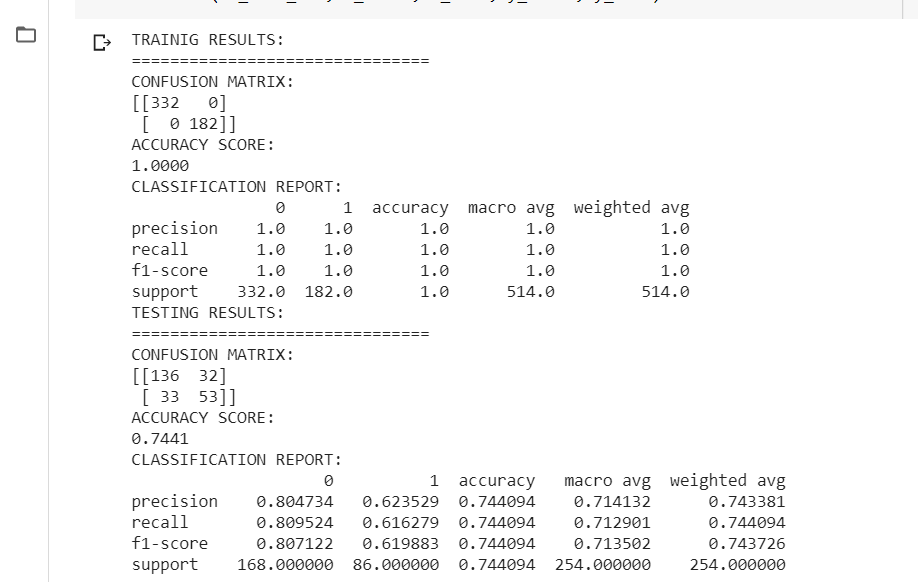 TRAINIG RESULTS:
===============================
CONFUSION MATRIX:
[[332   0]
 [  0 182]]
ACCURACY SCORE:
1.0000
CLASSIFICATION REPORT:
               0      1  accuracy  macro avg  weighted avg
precision    1.0    1.0       1.0        1.0           1.0
recall       1.0    1.0       1.0        1.0           1.0
f1-score     1.0    1.0       1.0        1.0           1.0
support    332.0  182.0       1.0      514.0         514.0
TESTING RESULTS:
===============================
CONFUSION MATRIX:
[[136  32]
 [ 33  53]]
ACCURACY SCORE:
0.7441
CLASSIFICATION REPORT:
                    0          1  accuracy   macro avg  weighted avg
precision    0.804734   0.623529  0.744094    0.714132      0.743381
recall       0.809524   0.616279  0.744094    0.712901      0.744094
f1-score     0.807122   0.619883  0.744094    0.713502      0.743726
support    168.000000  86.000000  0.744094  254.000000    254.000000